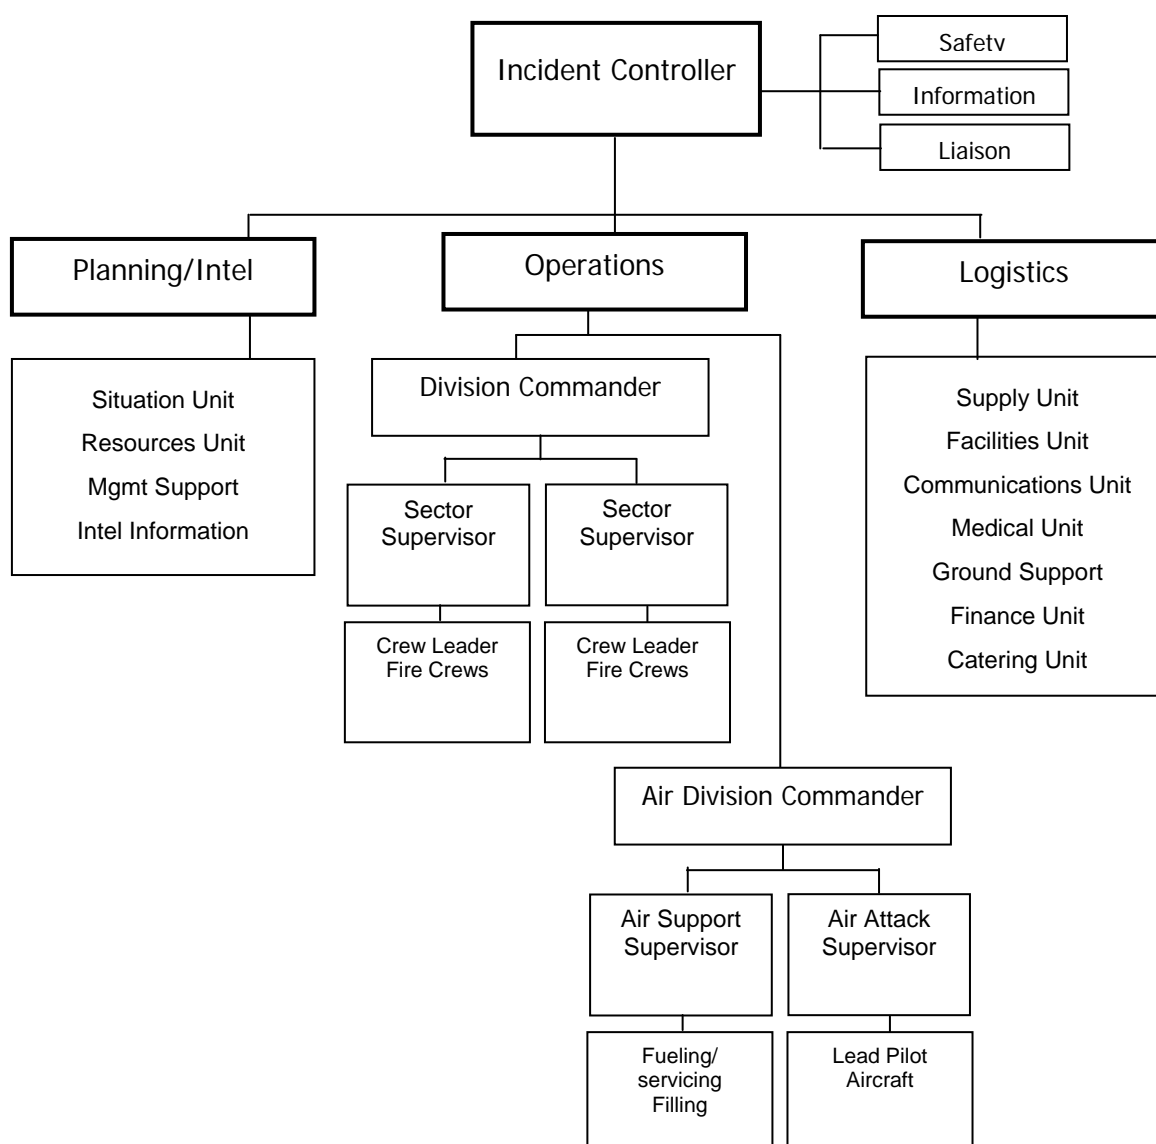 Incident Controller
Safety
Information
Liaison
Planning/Intel
Operations
Logistics
Situation Unit
Resources Unit
Mgmt Support
Intel Information
Division Commander
Sector
Supervisor
Sector
Supervisor
Crew Leader
Fire Crews
Crew Leader
Fire Crews
Supply Unit
Facilities Unit
Communications Unit
Medical Unit
Ground Support
Finance Unit
Catering Unit
Air Division Commander
Air Support
Supervisor
Air Attack
Supervisor
Fueling/
servicing
Filling
Lead Pilot
Aircraft